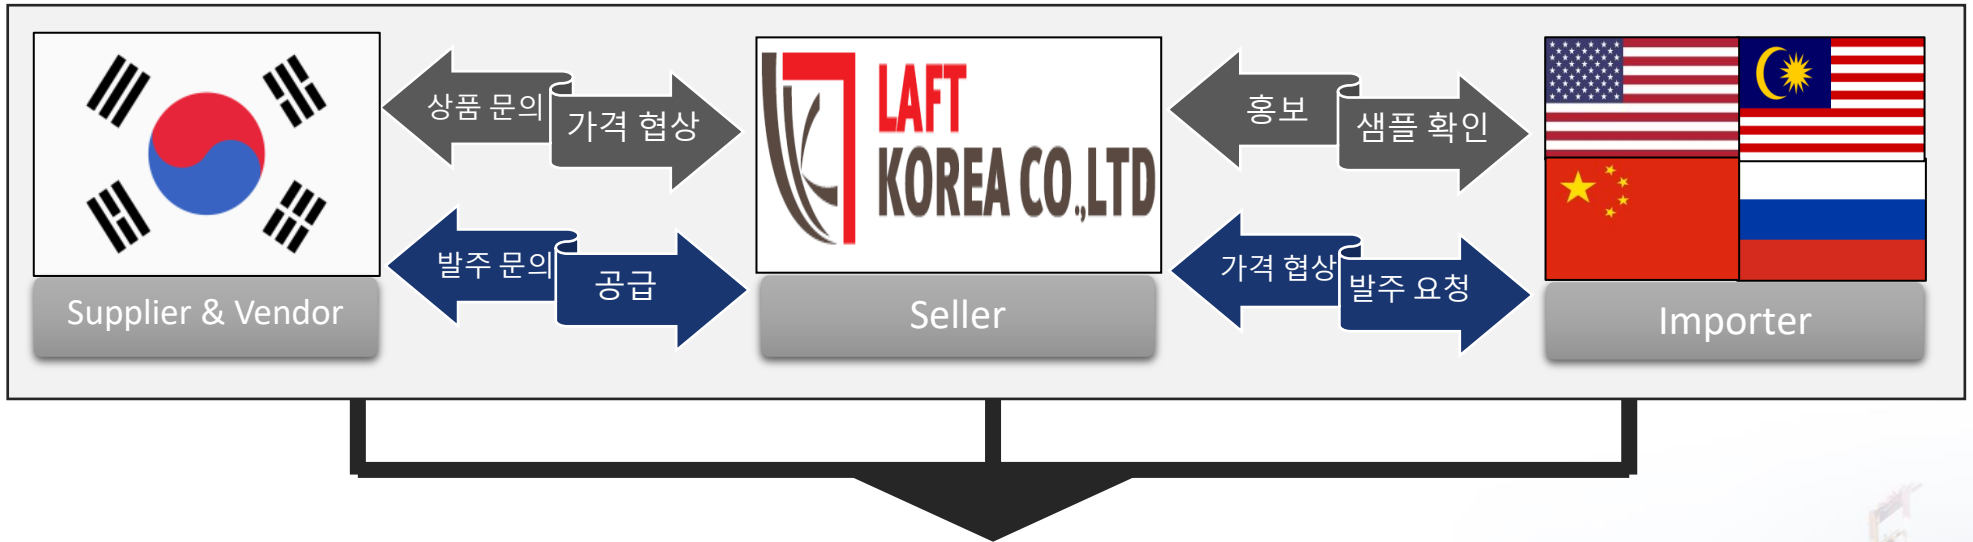 상품 문의
가격 협상
발주 문의
공급
Supplier & Vendor
LAFT
KOREA CO.,LTD
Seller
홍보
샘플 확인
가격 협상
발주 요청
Importer